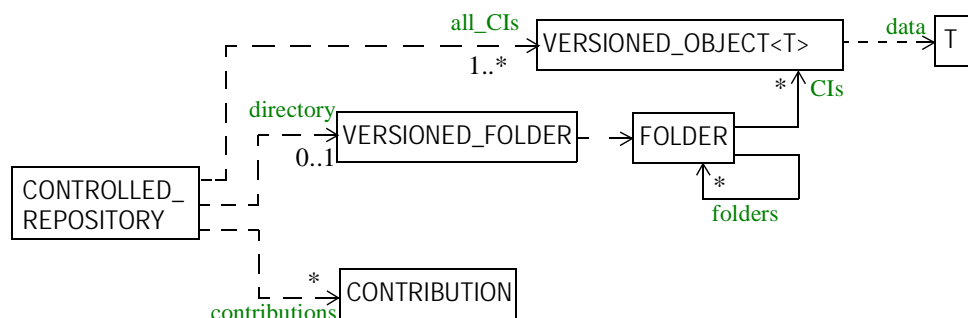 all_CIs
VERSIONED_OBJECT<T>
data
T
1..*
*
CIs
directory
VERSIONED_FOLDER
FOLDER
0..1
*
folders
CONTROLLED_
REPOSITORY
*
CONTRIBUTION
contributions